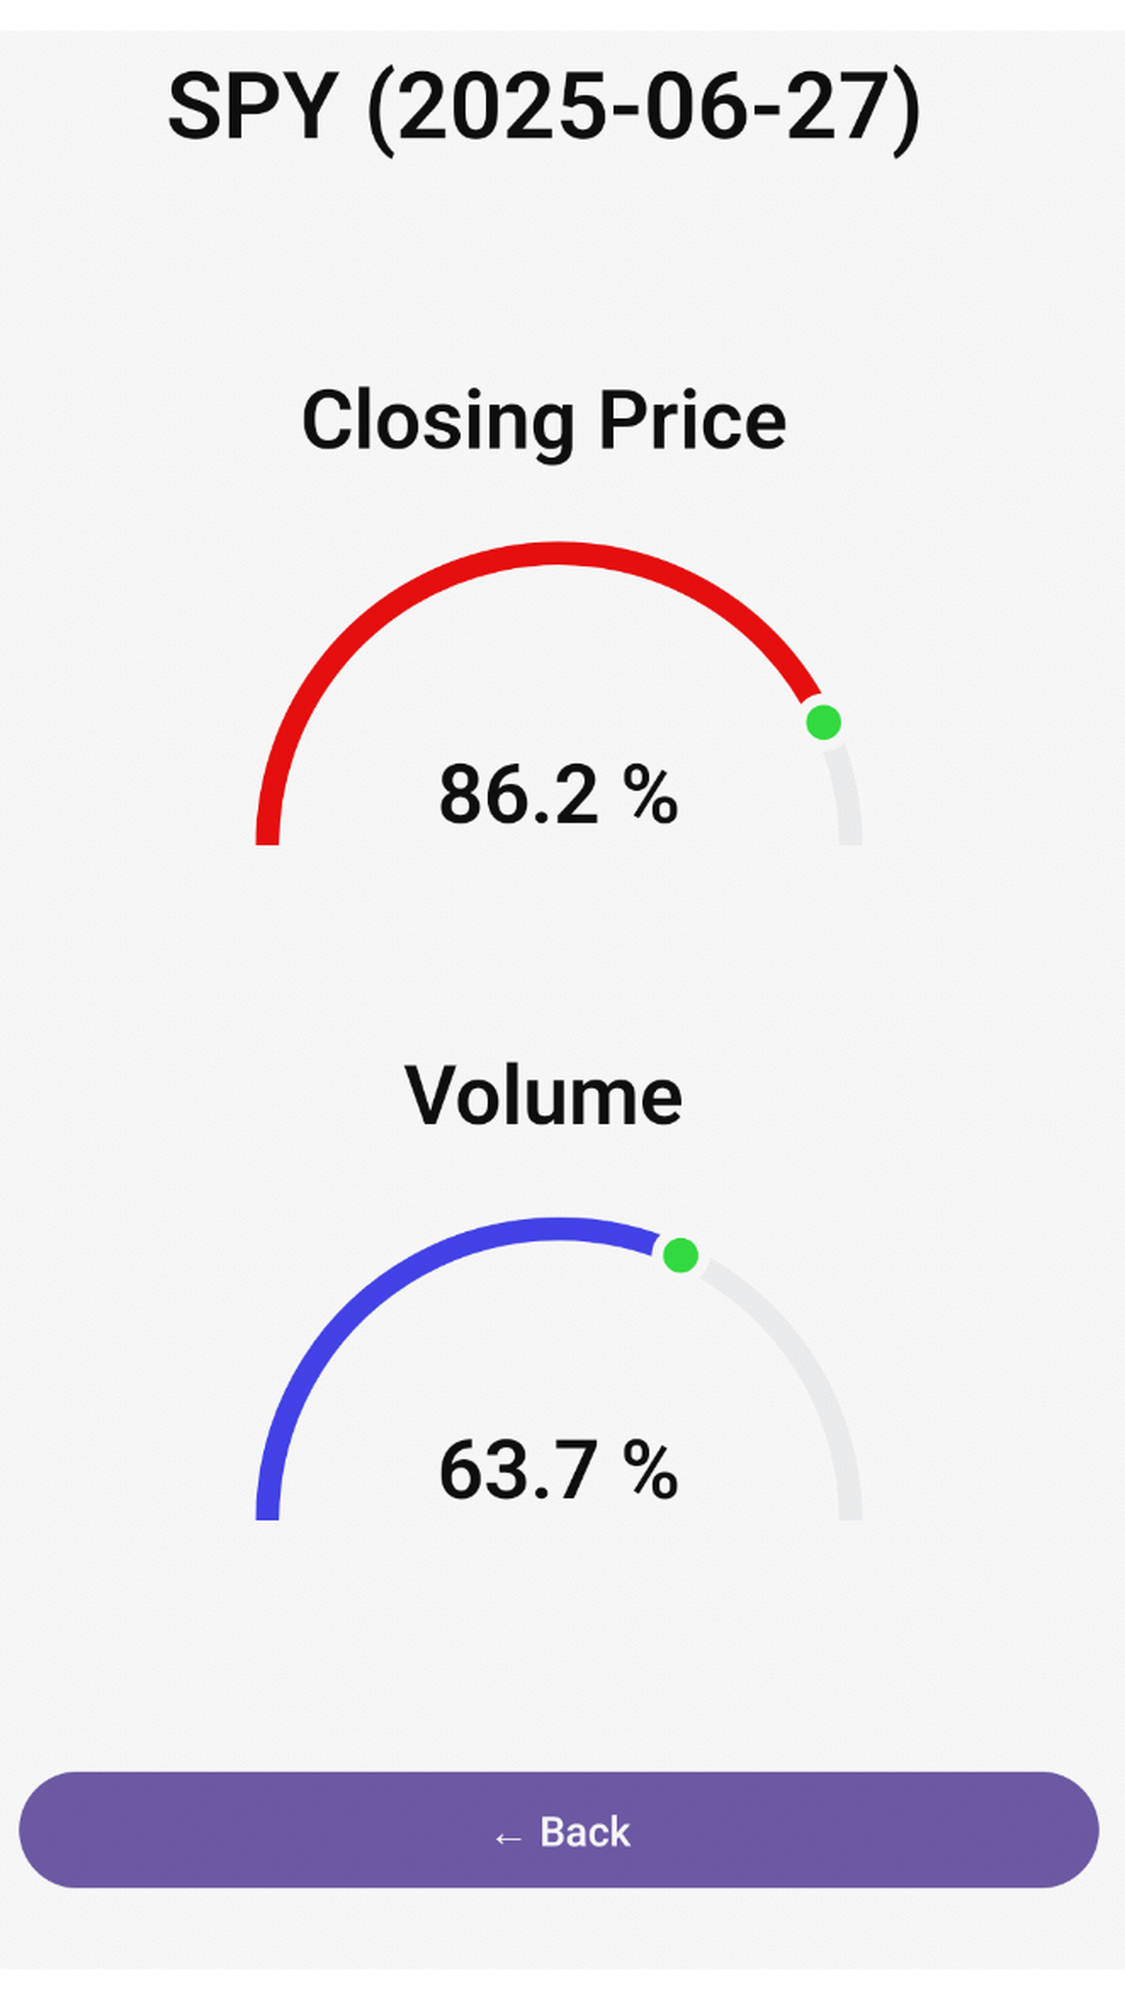 SPY (2025-06-27)
Closing Price
86.2 %
Volume
63.7 %
← Back